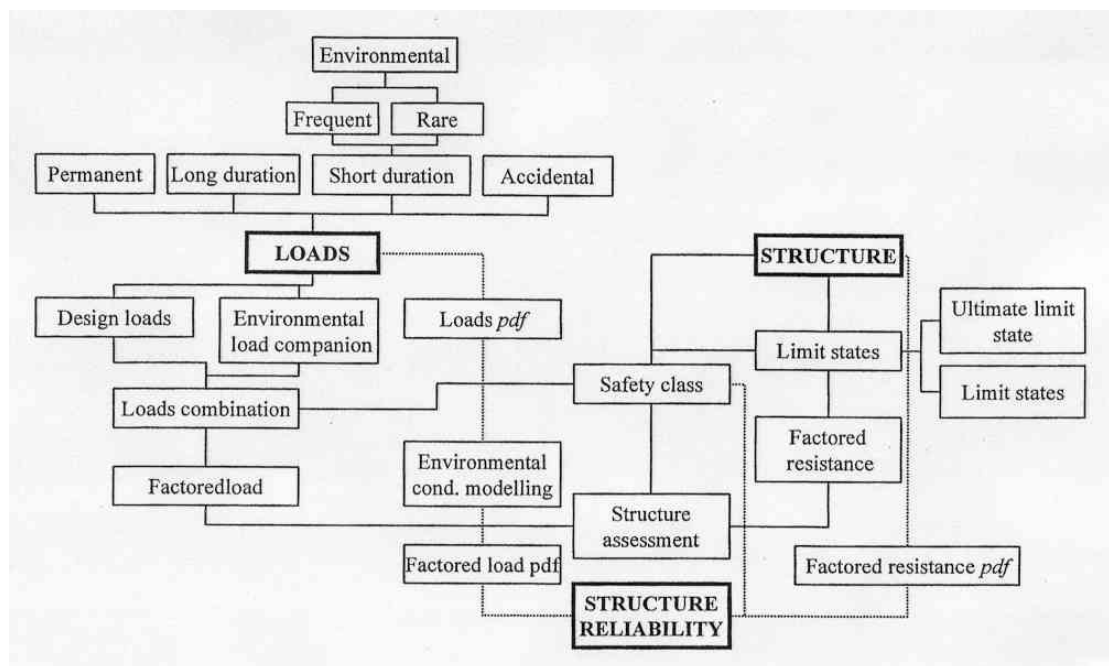 Environmental
Frequent
Rare
Permanent
Long duration
Short duration
Accidental
LOADS
STRUCTURE
Design loads
Environmental
load companion
Loads pdf
Limit states
Ultimate limit
state
Limit states
Safety class
Loads combination
Factored
resistance
Environmental
cond. modelling
Factoredload
Structure
assessment
Factored load pdf
Factored resistance pdf
STRUCTURE
RELIABILITY